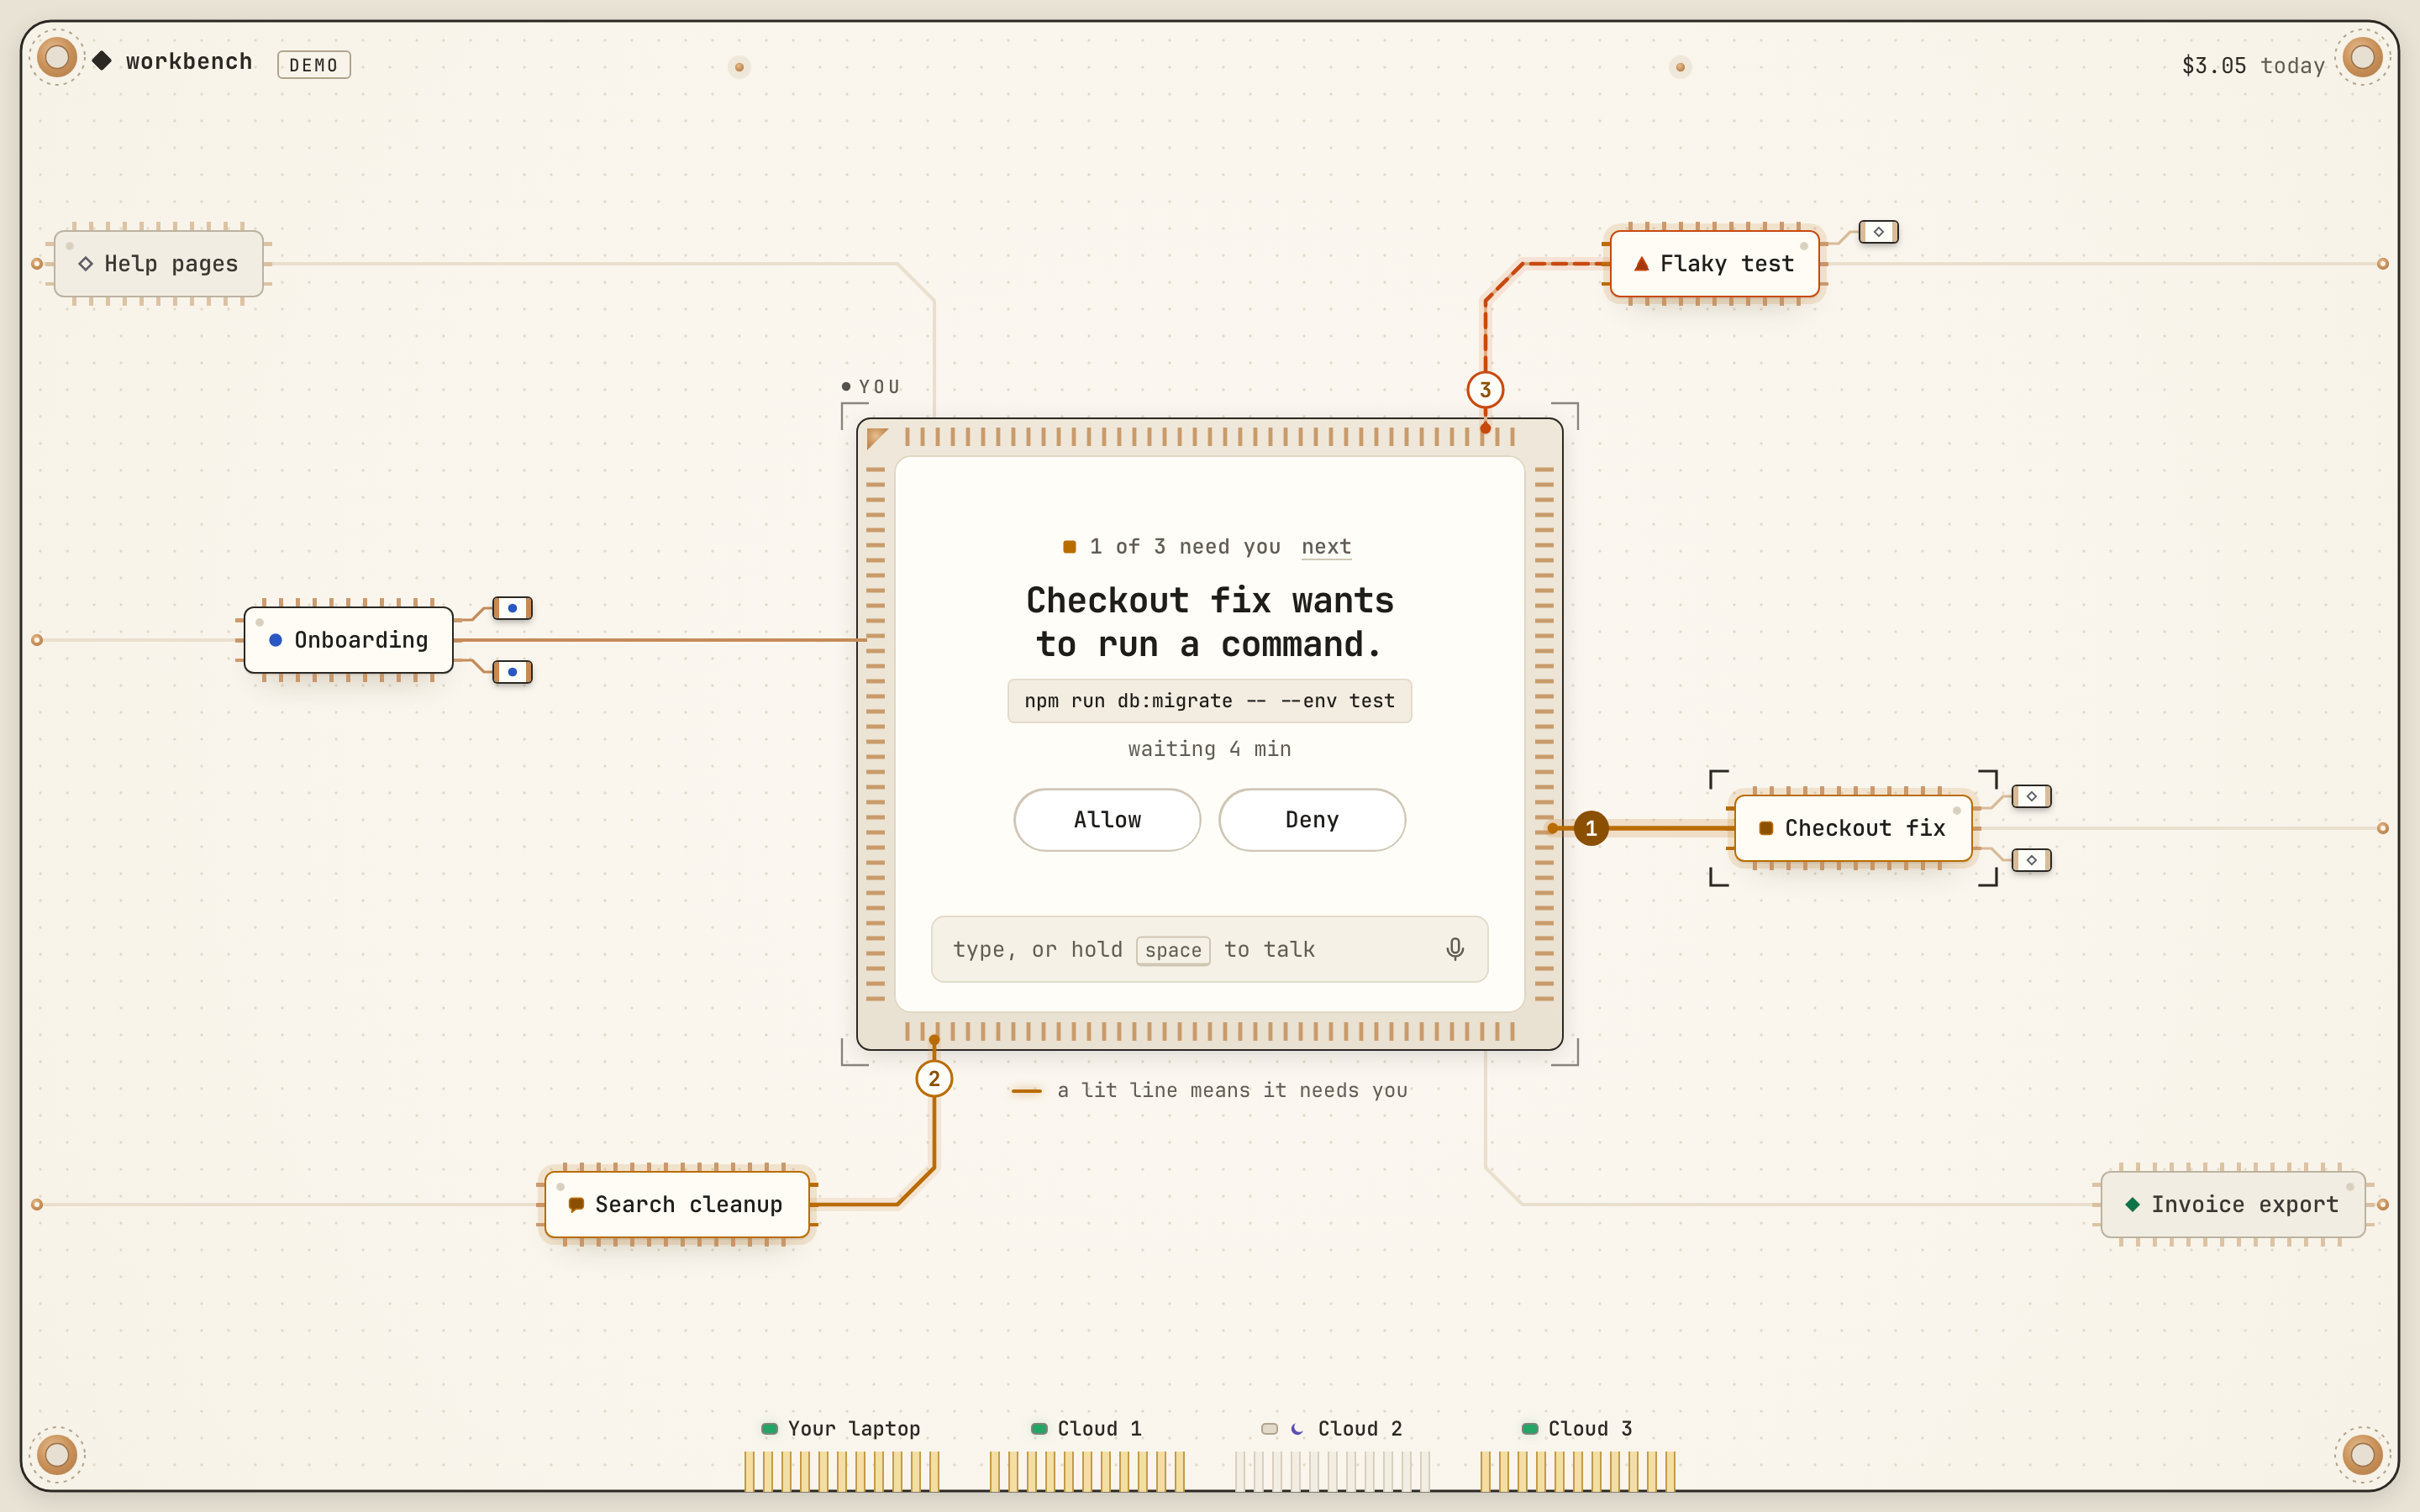 workbench DEMO
$3.05 today
Help pages
Flaky test
YOU
3
1 of 3 need you next
Checkout fix wants
to run a command.
npm run db:migrate -- --env test
waiting 4 min
Allow
Deny
type, or hold space to talk
Onboarding
1
Checkout fix
2
a lit line means it needs you
Search cleanup
Invoice export
Your laptop
Cloud 1
Cloud 2
Cloud 3